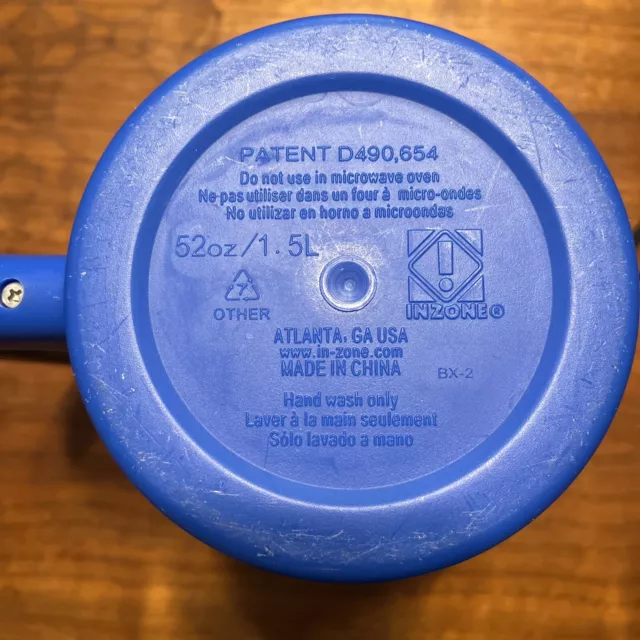 PATENT D490,654
Do not use in microwave oven
Ne pas utiliser dans un four à micro-ondes
No utilizar en horno a microondas
52oz/1.5L
7
OTHER
!
INZONE®
ATLANTA, GA USA
www.in-zone.com
MADE IN CHINA
BX-2
Hand wash only
Laver à la main seulement
Sólo lavado a mano